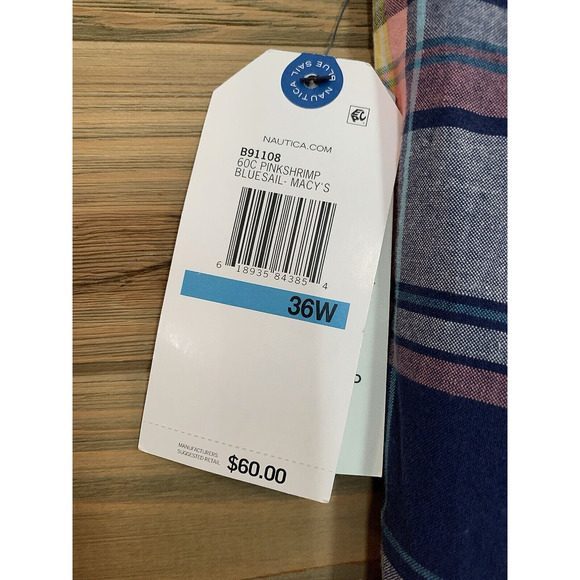 NAUTICA BLUE SAIL
NAUTICA.COM
B91108
60C PINKSHRIMP
BLUESAIL- MACY'S
6 18935 84385 4
36W
MANUFACTURERS
SUGGESTED RETAIL $60.00